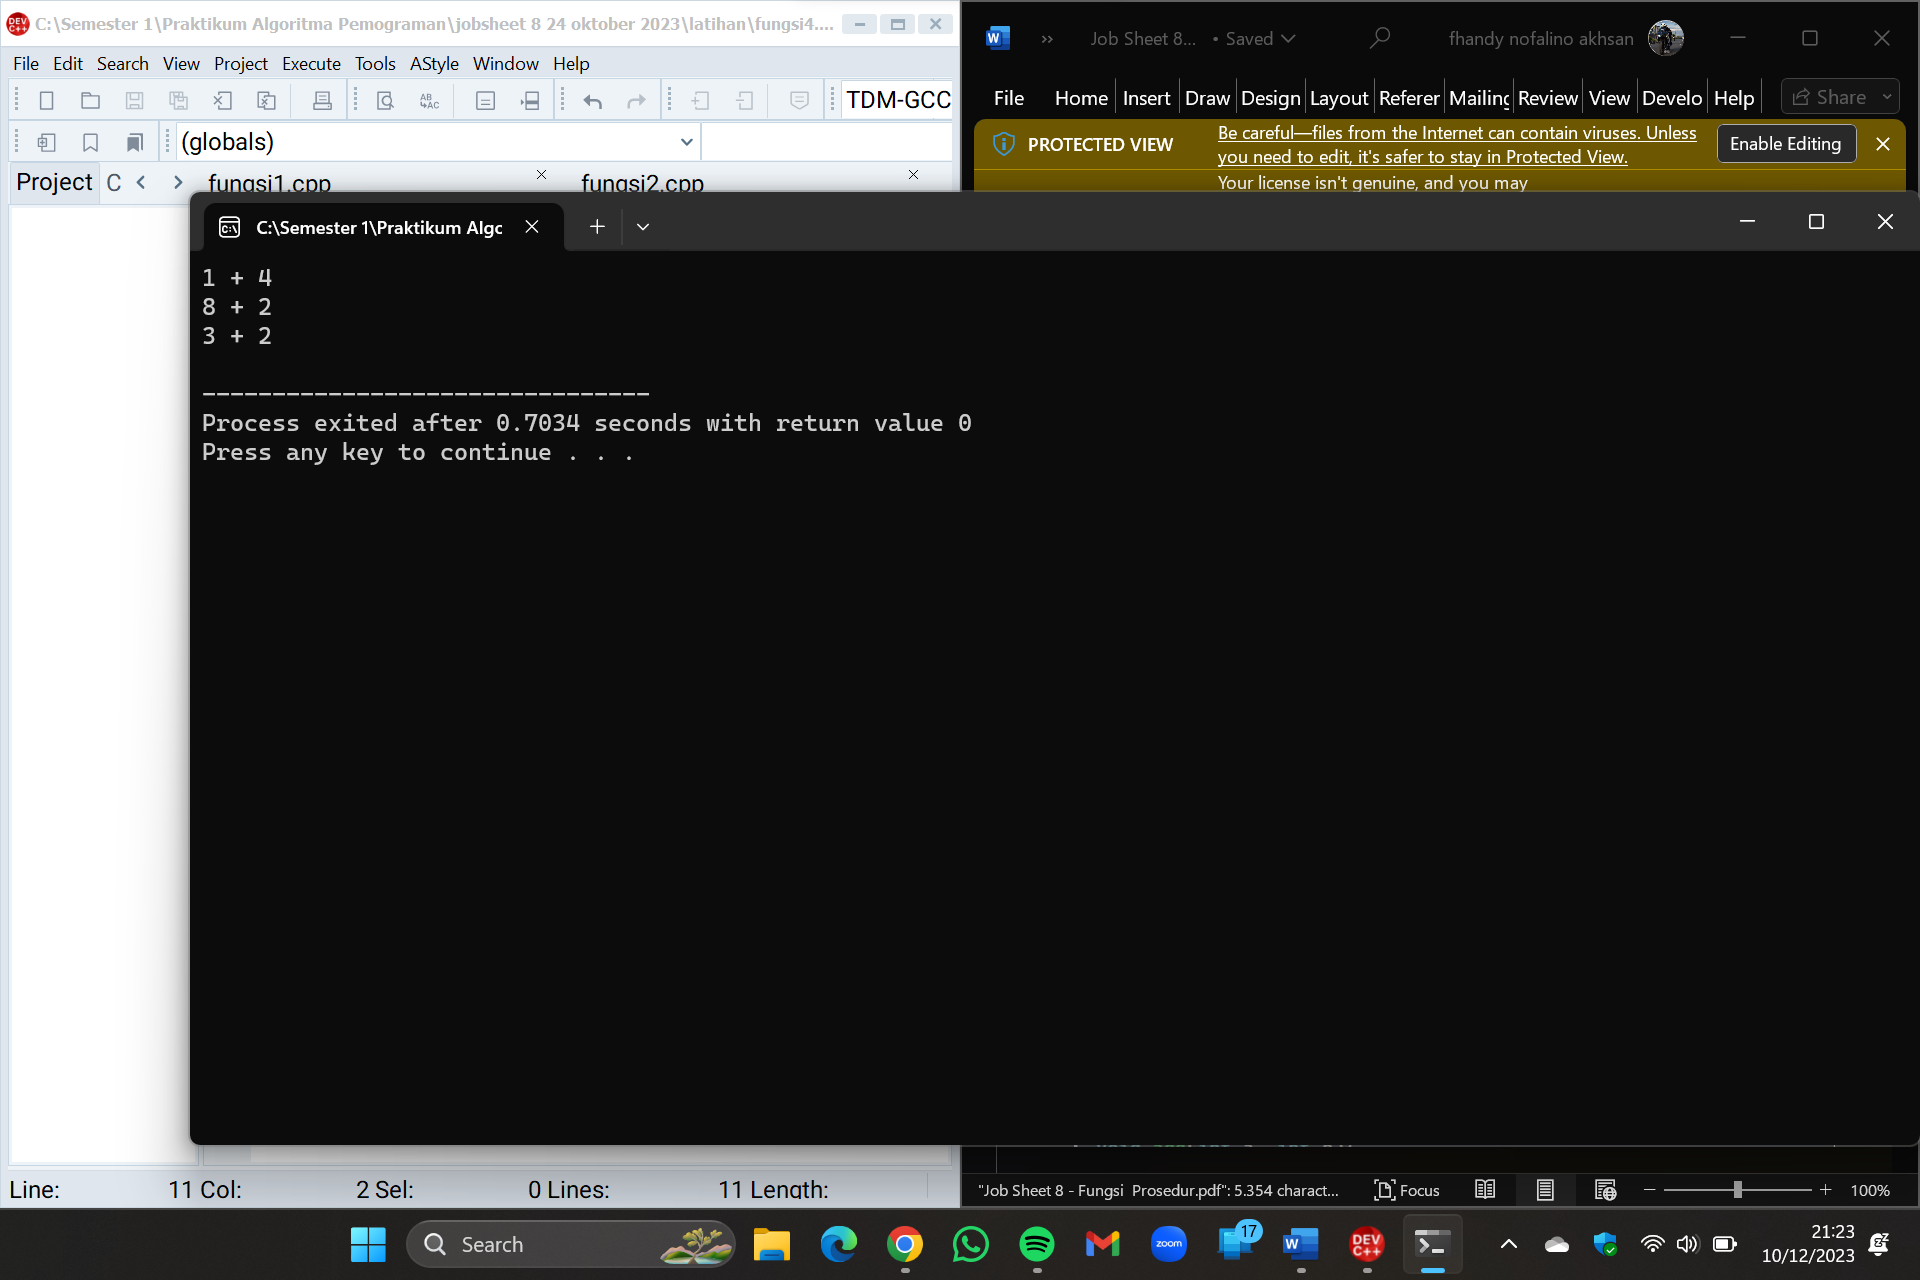 C:\Semester 1\Praktikum Algoritma Pemograman\jobsheet 8 24 oktober 2023\latihan\fungsi4....
File Edit Search View Project Execute Tools AStyle Window Help
TDM-GCC
(globals)
Project C
fungsi1.cpp
fungsi2.cpp
Job Sheet 8... • Saved
fhandy nofalino akhsan
File Home Insert Draw Design Layout Referer Mailing Review View Develo Help
Share
PROTECTED VIEW
Be careful—files from the Internet can contain viruses. Unless
you need to edit, it's safer to stay in Protected View.
Enable Editing
Your license isn't genuine, and you may
C:\Semester 1\Praktikum Algo
1 + 4
8 + 2
3 + 2
--------------------------------
Process exited after 0.7034 seconds with return value 0
Press any key to continue . . .
Line: 11 Col: 2 Sel: 0 Lines: 11 Length:
"Job Sheet 8 - Fungsi Prosedur.pdf": 5.354 charact...
Focus
100%
Search
zoom
17
DEV
C++
21:23
10/12/2023